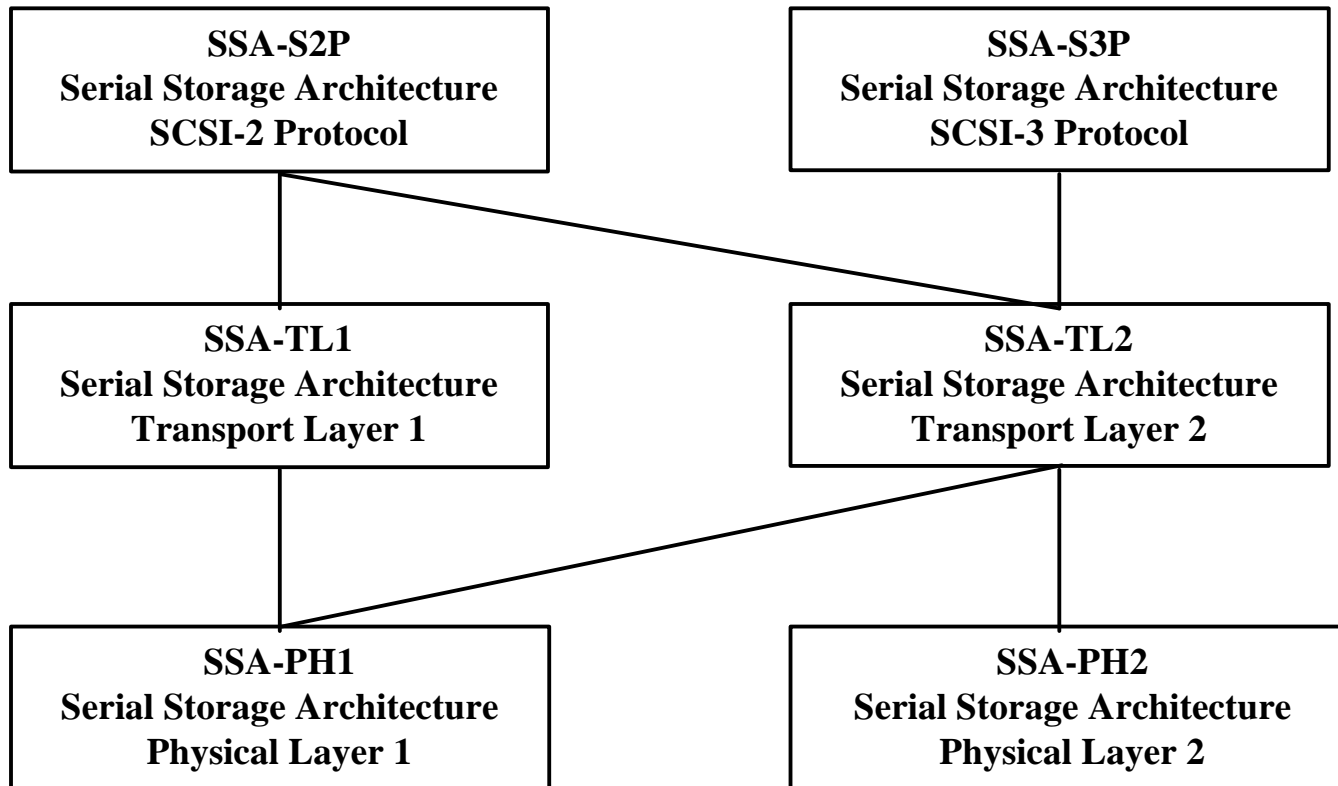 SSA-S2P
Serial Storage Architecture
SCSI-2 Protocol
SSA-S3P
Serial Storage Architecture
SCSI-3 Protocol
SSA-TL1
Serial Storage Architecture
Transport Layer 1
SSA-TL2
Serial Storage Architecture
Transport Layer 2
SSA-PH1
Serial Storage Architecture
Physical Layer 1
SSA-PH2
Serial Storage Architecture
Physical Layer 2